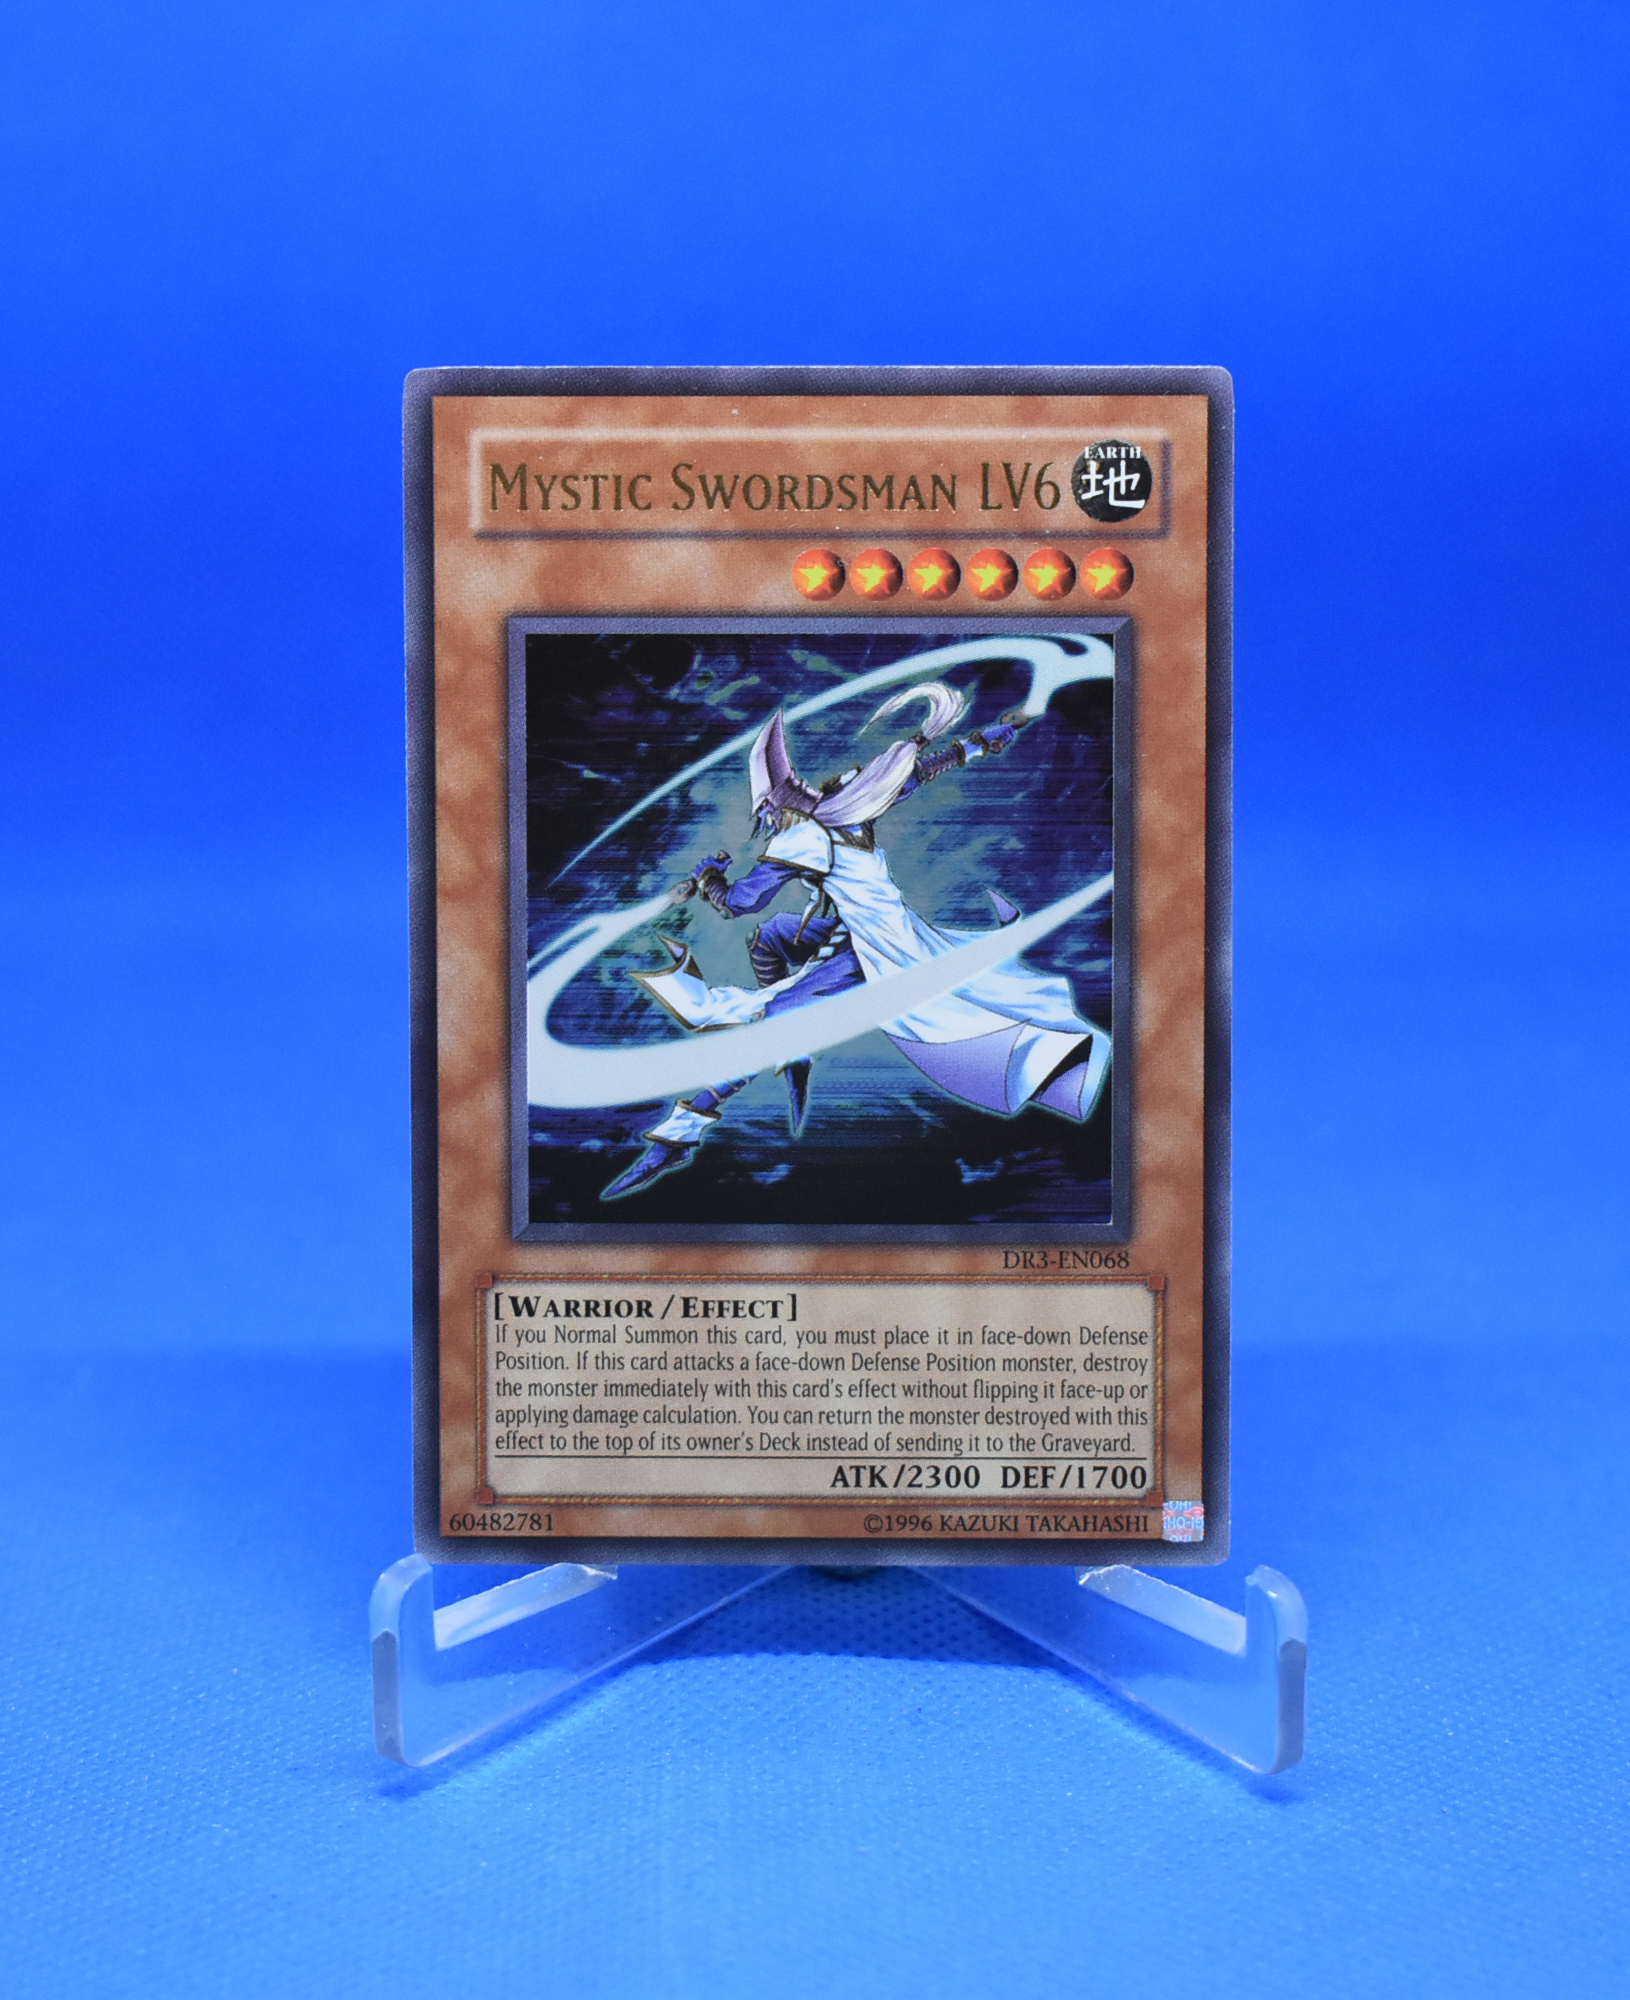 MYSTIC SWORDSMAN LV6
EARTH
地
DR3-EN068
[WARRIOR / EFFECT]
If you Normal Summon this card, you must place it in face-down Defense
Position. If this card attacks a face-down Defense Position monster, destroy
the monster immediately with this card's effect without flipping it face-up or
applying damage calculation. You can return the monster destroyed with this
effect to the top of its owner's Deck instead of sending it to the Graveyard.
ATK/2300 DEF/1700
60482781
©1996 KAZUKI TAKAHASHI